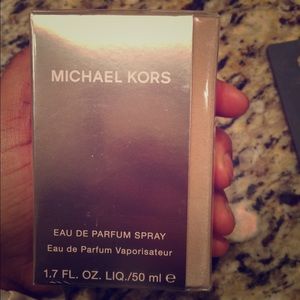 MICHAEL KORS
EAU DE PARFUM SPRAY
Eau de Parfum Vaporisateur
1.7 FL. OZ. LIQ./50 ml ℮